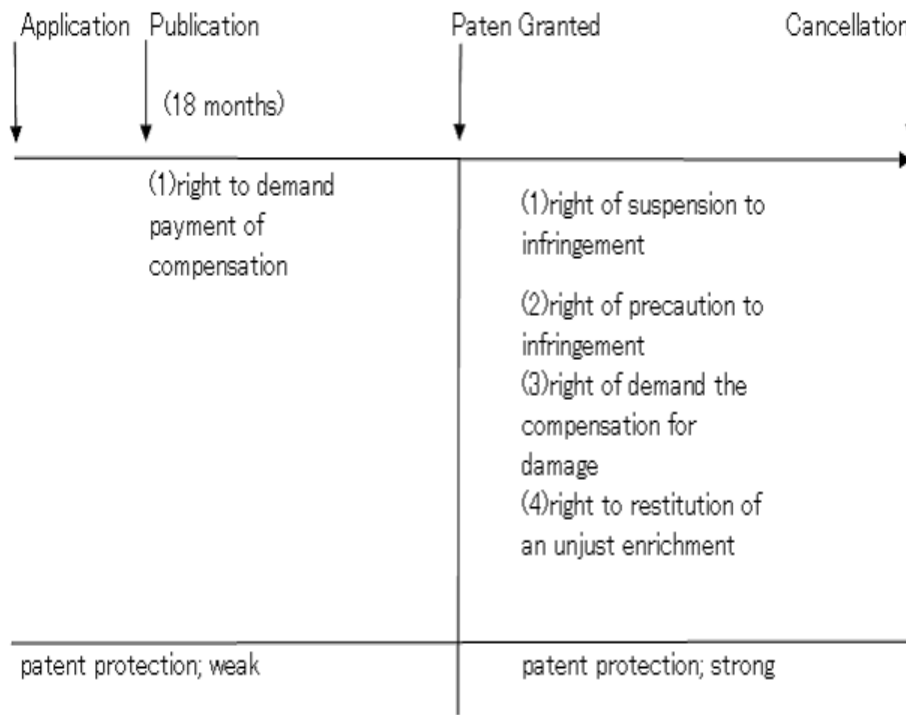 Application Publication Paten Granted Cancellation
(18 months)
(1)right to demand
payment of
compensation
(1)right of suspension to
infringement
(2)right of precaution to
infringement
(3)right of demand the
compensation for
damage
(4)right to restitution of
an unjust enrichment
patent protection; weak patent protection; strong